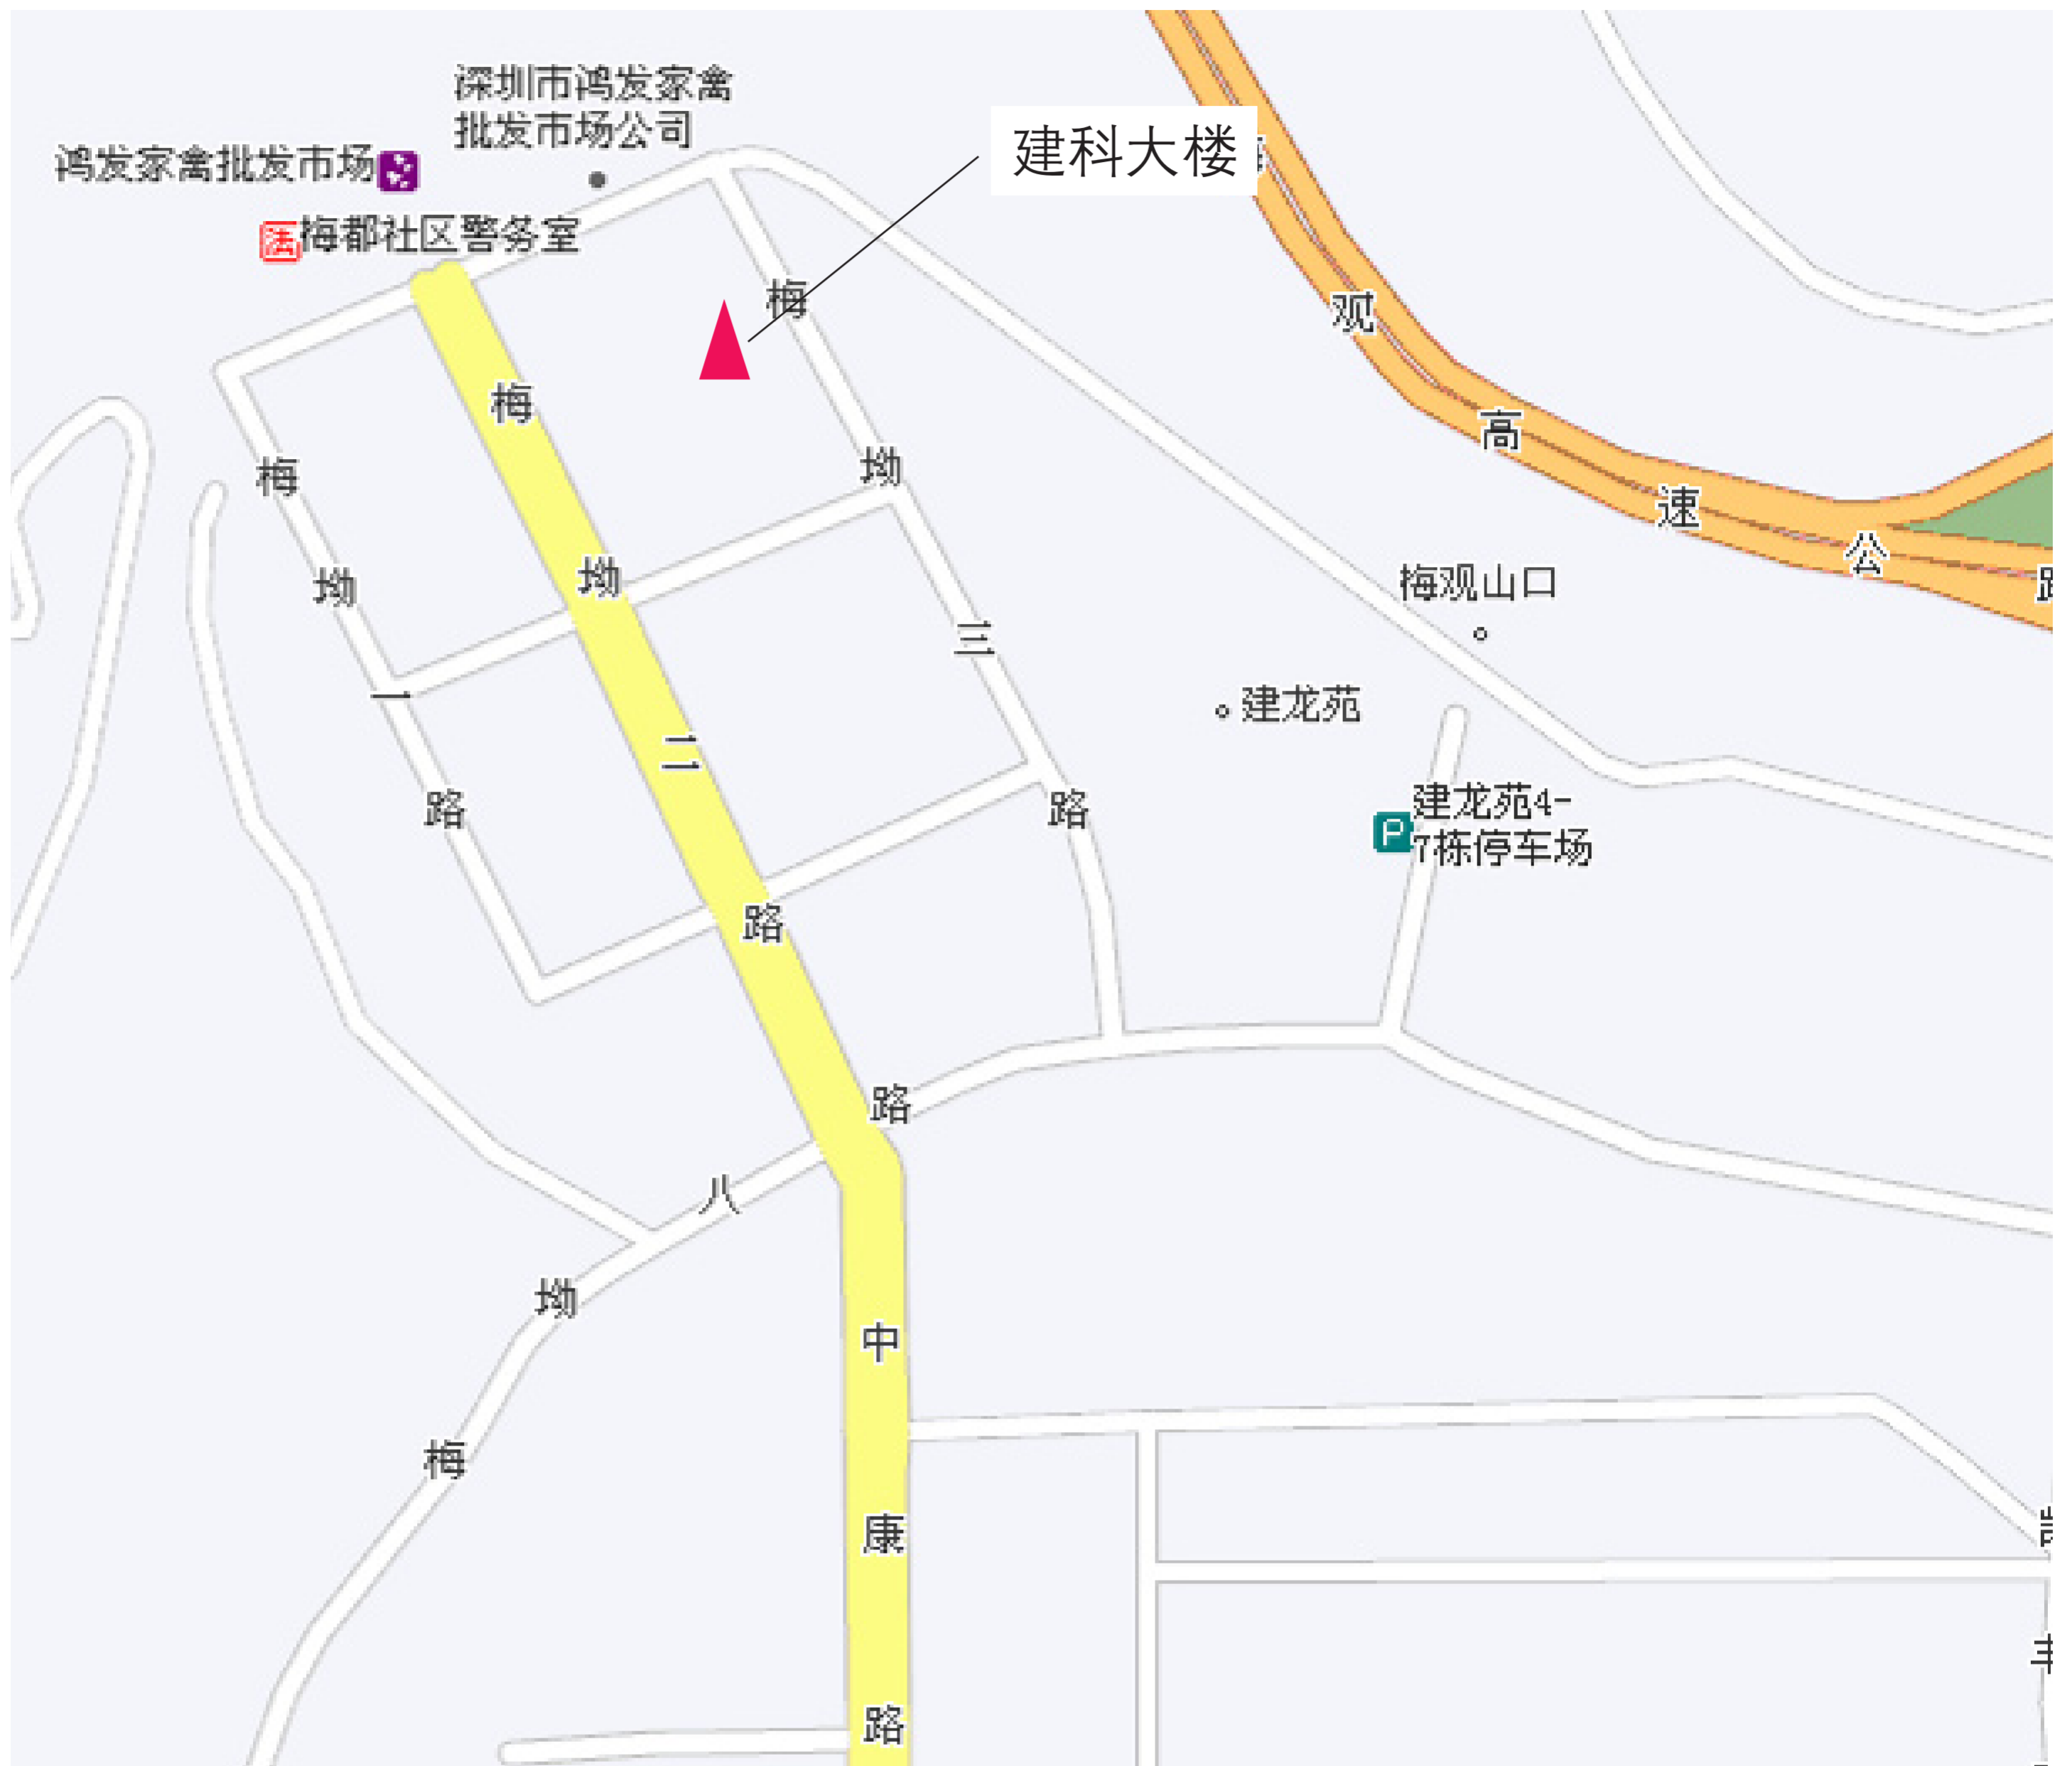 深圳市鸿发家禽
批发市场公司
鸿发家禽批发市场
法
梅都社区警务室
建科大楼
观高速公
梅坳一路
梅坳二路
梅坳三路
梅观山口
建龙苑
P
建龙苑4-
7栋停车场
梅坳八路
中康路